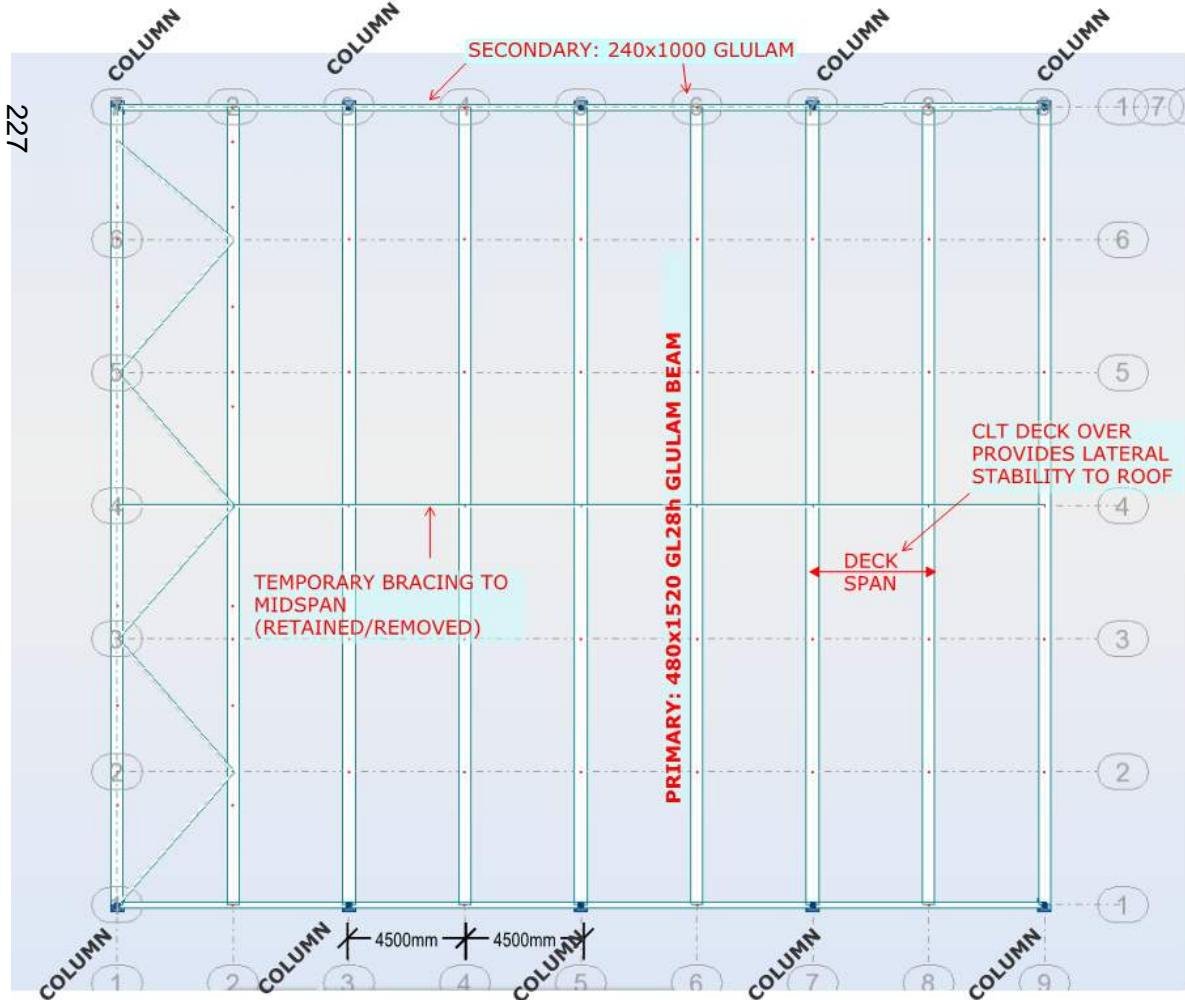 COLUMN
COLUMN
COLUMN
COLUMN
SECONDARY: 240x1000 GLULAM
227
2
3
4
5
6
7
8
9
1
7
6
6
5
5
PRIMARY: 480x1520 GL28h GLULAM BEAM
CLT DECK OVER
PROVIDES LATERAL
STABILITY TO ROOF
4
4
DECK
SPAN
TEMPORARY BRACING TO
MIDSPAN
(RETAINED/REMOVED)
3
3
2
2
1
1
4500mm
4500mm
COLUMN
COLUMN
COLUMN
COLUMN
COLUMN
1
2
3
4
5
6
7
8
9